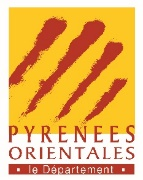 PYRENEES
ORIENTALES
• le Département •